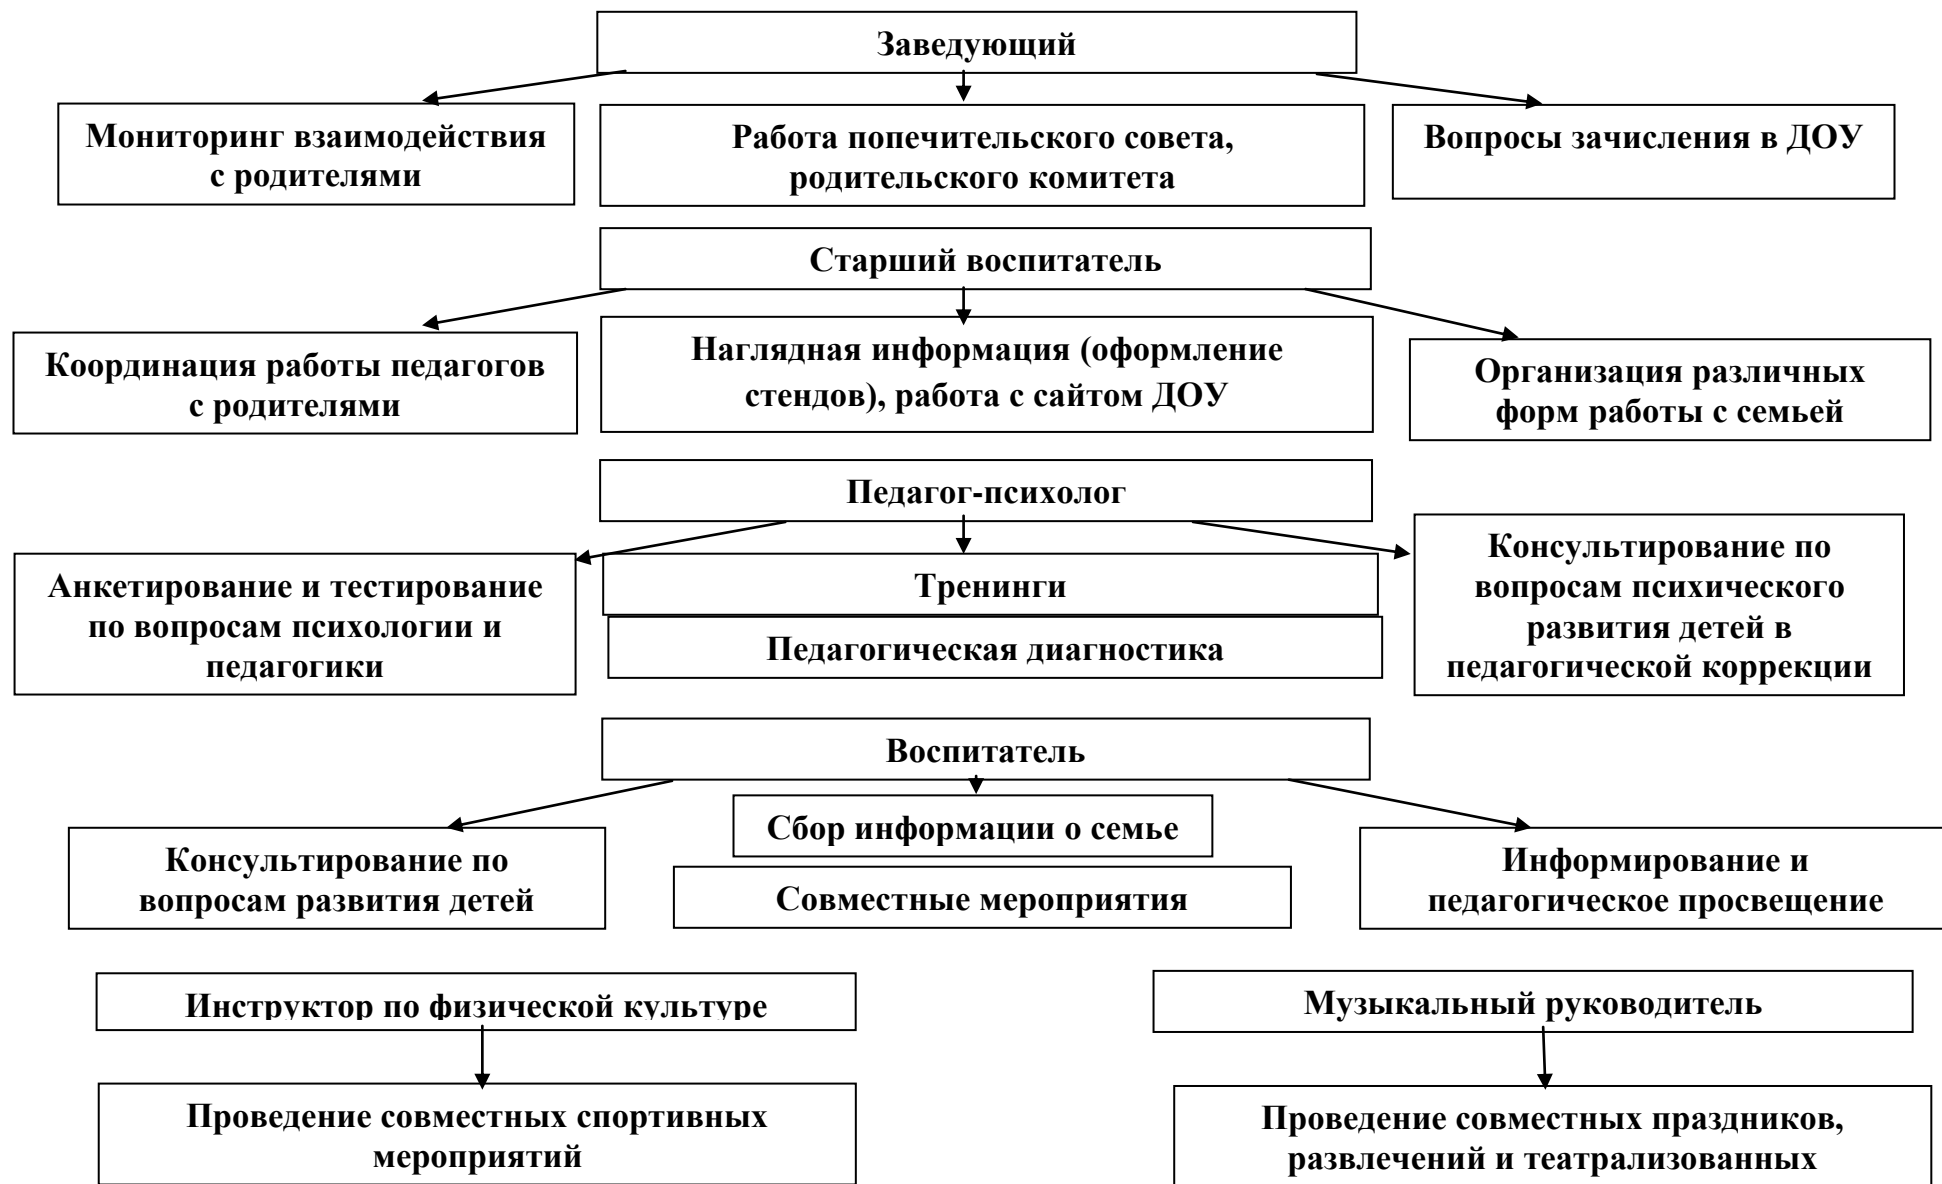 Заведующий
Мониторинг взаимодействия
с родителями
Работа попечительского совета,
родительского комитета
Вопросы зачисления в ДОУ
Старший воспитатель
Координация работы педагогов
с родителями
Наглядная информация (оформление
стендов), работа с сайтом ДОУ
Организация различных
форм работы с семьей
Педагог-психолог
Анкетирование и тестирование
по вопросам психологии и
педагогики
Тренинги
Педагогическая диагностика
Консультирование по
вопросам психического
развития детей в
педагогической коррекции
Воспитатель
Консультирование по
вопросам развития детей
Сбор информации о семье
Совместные мероприятия
Информирование и
педагогическое просвещение
Инструктор по физической культуре
Проведение совместных спортивных
мероприятий
Музыкальный руководитель
Проведение совместных праздников,
развлечений и театрализованных